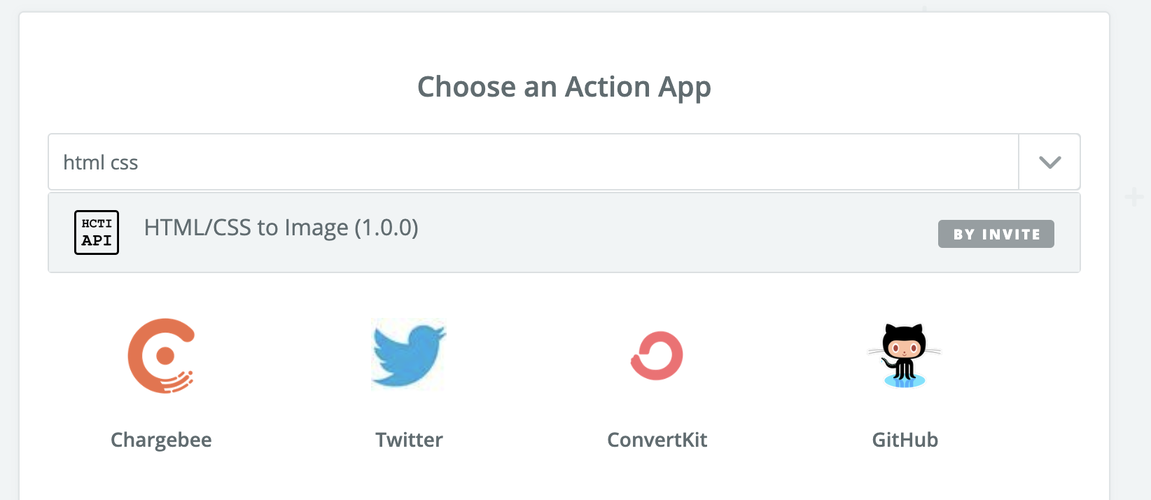 Choose an Action App
html css
HCTI
API
HTML/CSS to Image (1.0.0)
BY INVITE
Chargebee
Twitter
ConvertKit
GitHub